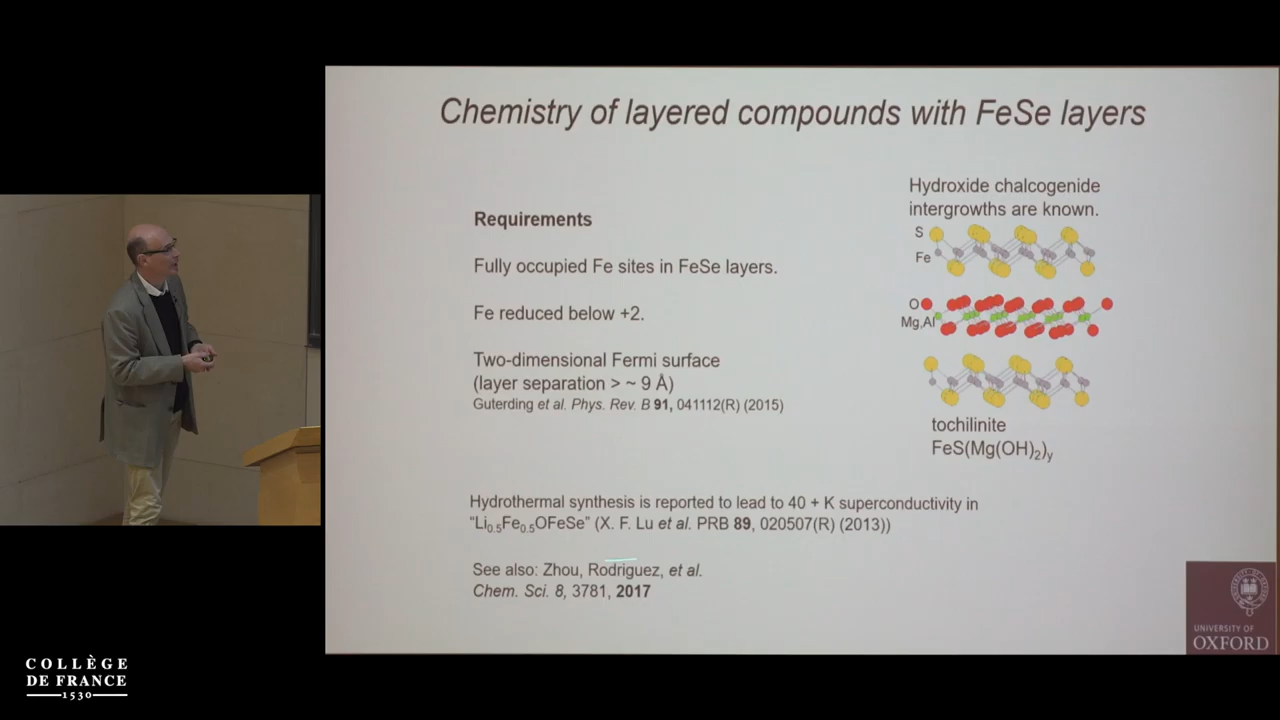 Chemistry of layered compounds with FeSe layers
Requirements
Fully occupied Fe sites in FeSe layers.
Fe reduced below +2.
Two-dimensional Fermi surface
(layer separation > ~ 9 Å)
Guterding et al. Phys. Rev. B 91, 041112(R) (2015)
Hydroxide chalcogenide
intergrowths are known.
S
Fe
O
Mg,Al
tochilinite
FeS(Mg(OH)₂)ᵧ
Hydrothermal synthesis is reported to lead to 40 + K superconductivity in
“Li₀.₅Fe₀.₅OFeSe” (X. F. Lu et al. PRB 89, 020507(R) (2013))
See also: Zhou, Rodriguez, et al.
Chem. Sci. 8, 3781, 2017
UNIVERSITY OF
OXFORD
COLLÈGE
DE FRANCE
1530